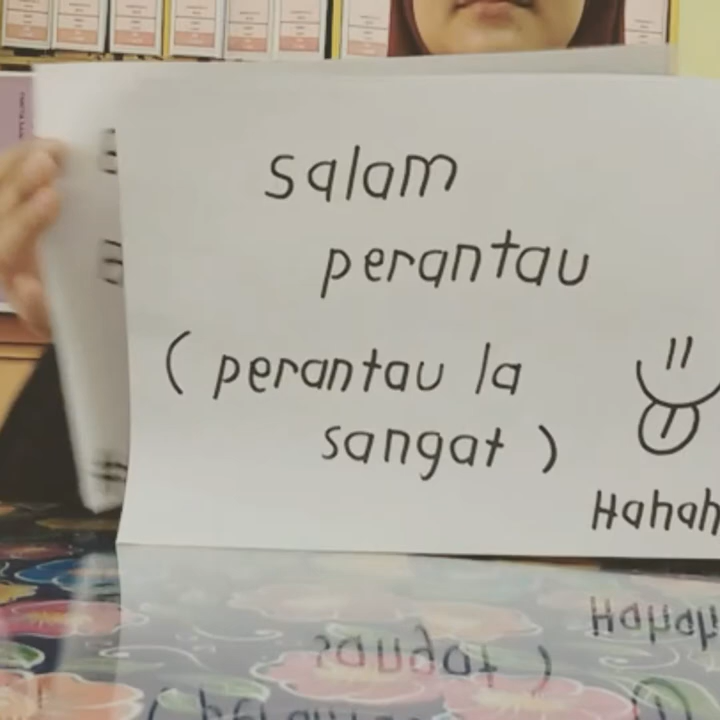 salam
perantau
( perantau la
sangat )
Hahah